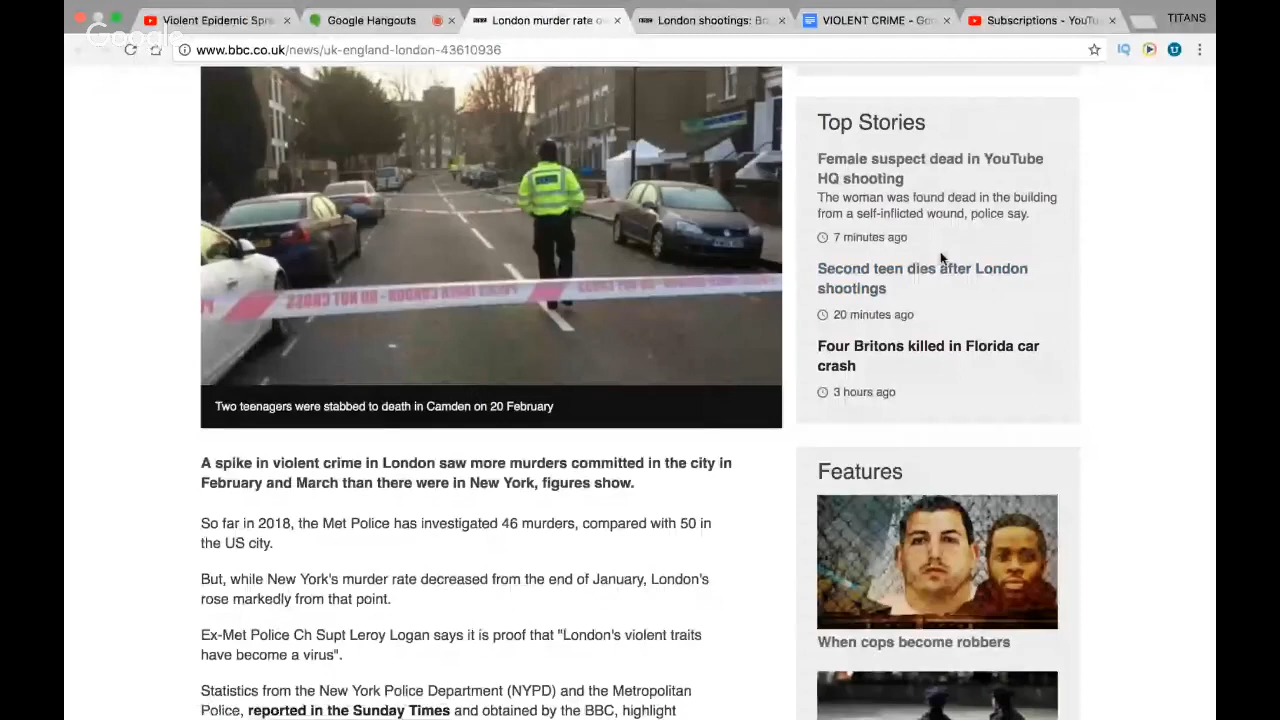 Violent Epidemic Spre
Google Hangouts
London murder rate o
London shootings: B
VIOLENT CRIME - Go
Subscriptions - YouTu
TITANS
Google
www.bbc.co.uk/news/uk-england-london-43610936
Two teenagers were stabbed to death in Camden on 20 February
A spike in violent crime in London saw more murders committed in the city in
February and March than there were in New York, figures show.
So far in 2018, the Met Police has investigated 46 murders, compared with 50 in
the US city.
But, while New York's murder rate decreased from the end of January, London's
rose markedly from that point.
Ex-Met Police Ch Supt Leroy Logan says it is proof that "London's violent traits
have become a virus".
Statistics from the New York Police Department (NYPD) and the Metropolitan
Police, reported in the Sunday Times and obtained by the BBC, highlight
Top Stories
Female suspect dead in YouTube
HQ shooting
The woman was found dead in the building
from a self-inflicted wound, police say.
7 minutes ago
Second teen dies after London
shootings
20 minutes ago
Four Britons killed in Florida car
crash
3 hours ago
Features
When cops become robbers